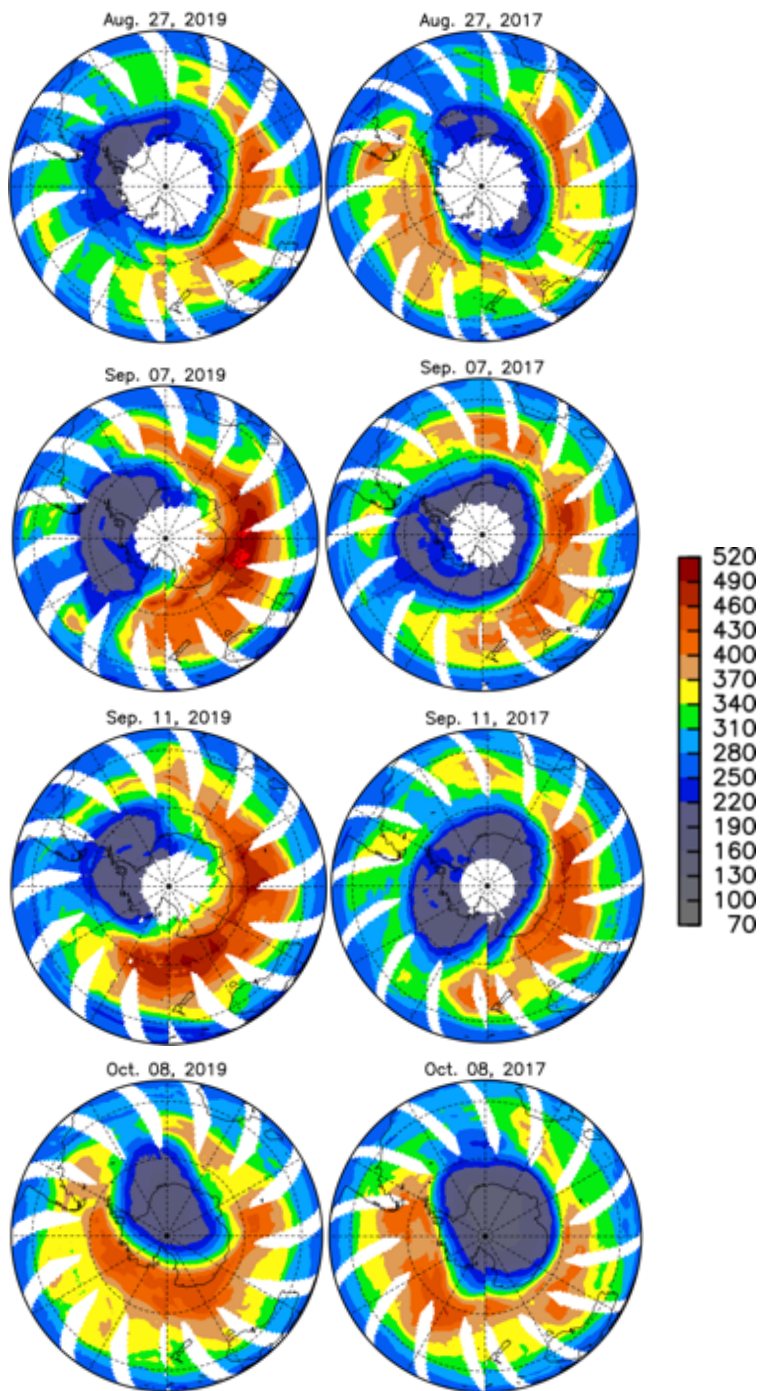 Aug. 27, 2019
Aug. 27, 2017
Sep. 07, 2019
Sep. 07, 2017
Sep. 11, 2019
Sep. 11, 2017
Oct. 08, 2019
Oct. 08, 2017
520
490
460
430
400
370
340
310
280
250
220
190
160
130
100
70